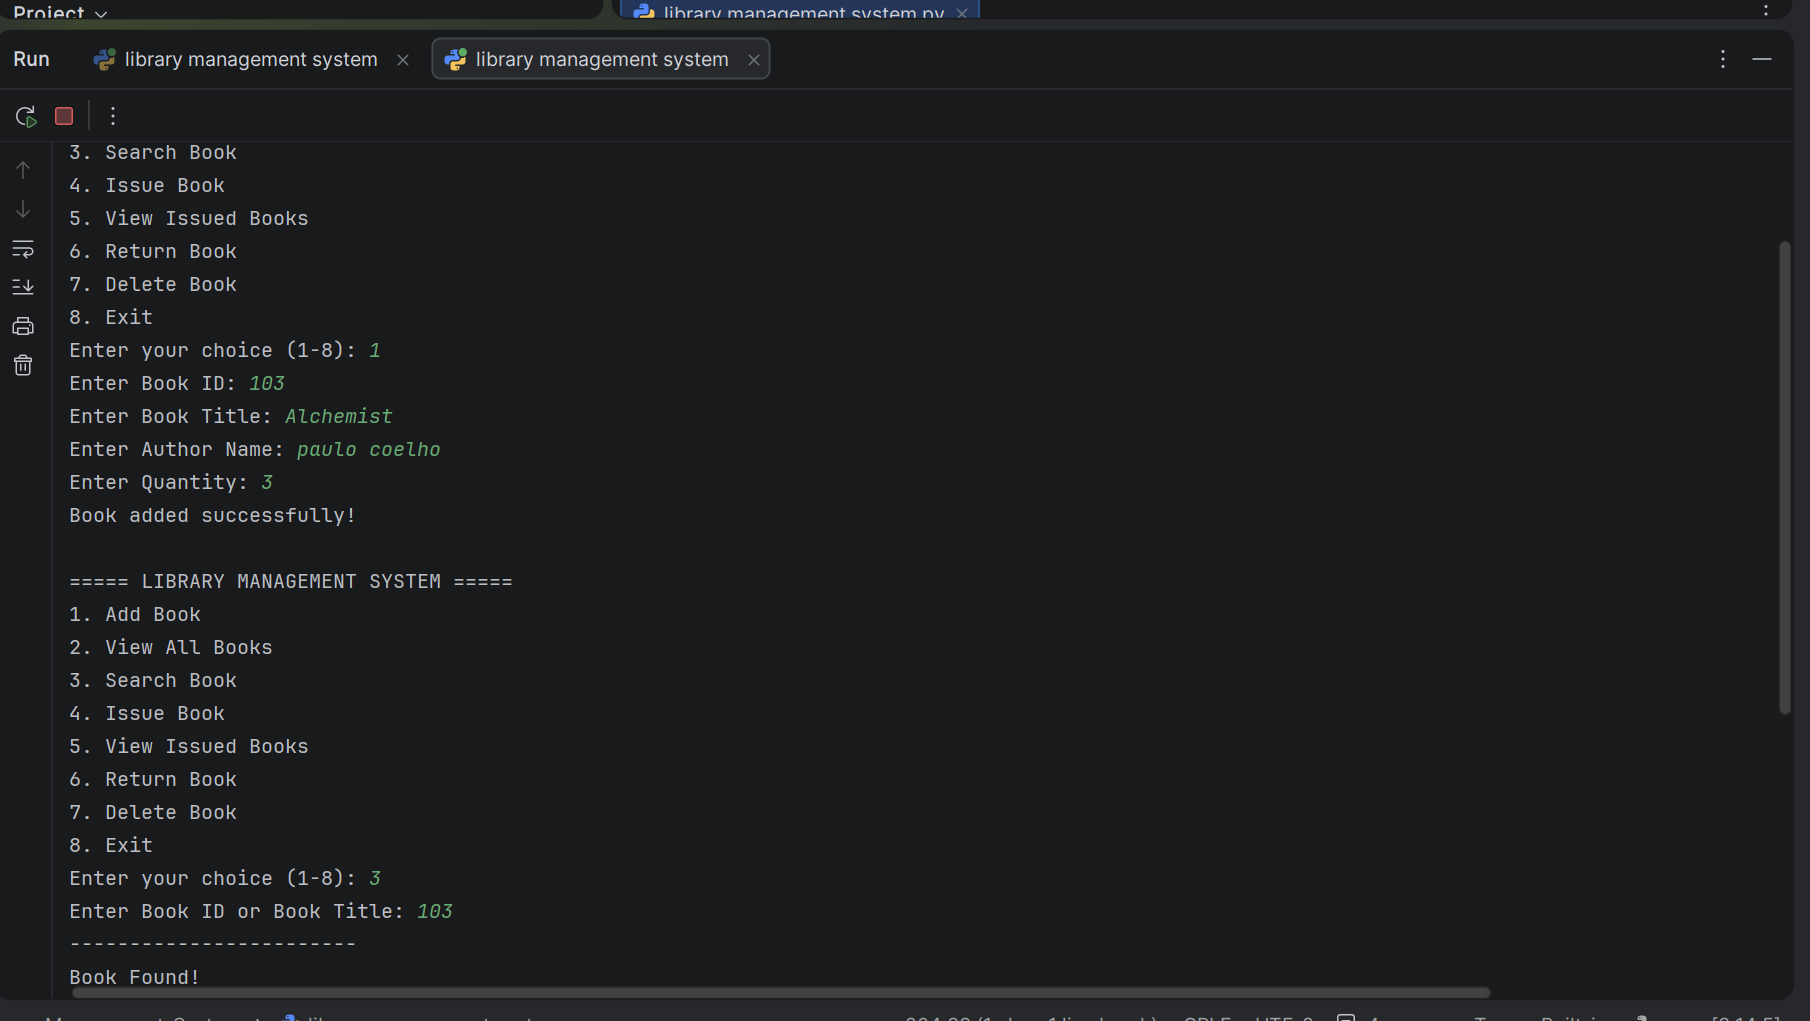 Project
library management system.py
Run
library management system
library management system
3. Search Book
4. Issue Book
5. View Issued Books
6. Return Book
7. Delete Book
8. Exit
Enter your choice (1-8): 1
Enter Book ID: 103
Enter Book Title: Alchemist
Enter Author Name: paulo coelho
Enter Quantity: 3
Book added successfully!
===== LIBRARY MANAGEMENT SYSTEM =====
1. Add Book
2. View All Books
3. Search Book
4. Issue Book
5. View Issued Books
6. Return Book
7. Delete Book
8. Exit
Enter your choice (1-8): 3
Enter Book ID or Book Title: 103
------------------------
Book Found!